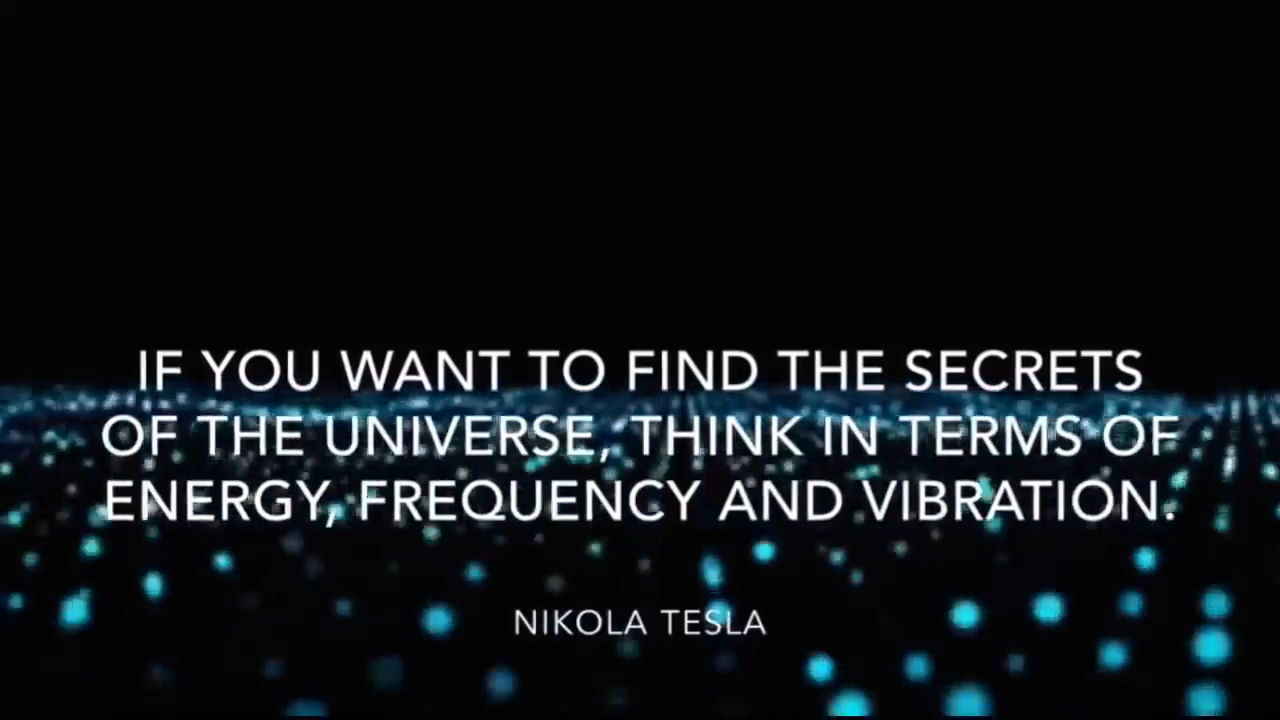 IF YOU WANT TO FIND THE SECRETS
OF THE UNIVERSE, THINK IN TERMS OF
ENERGY, FREQUENCY AND VIBRATION.
NIKOLA TESLA